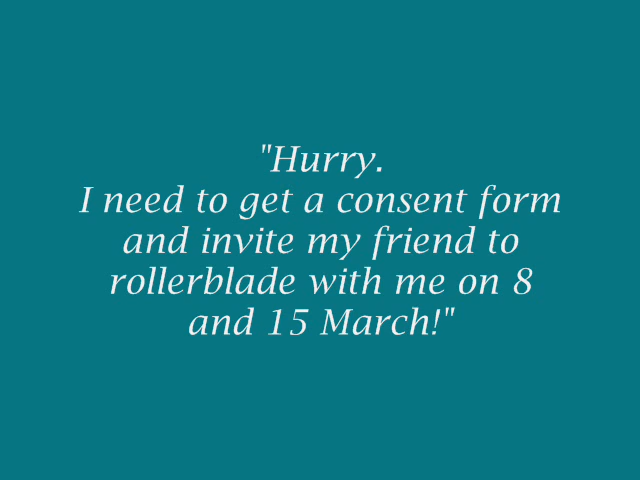 "Hurry.
I need to get a consent form
and invite my friend to
rollerblade with me on 8
and 15 March!"